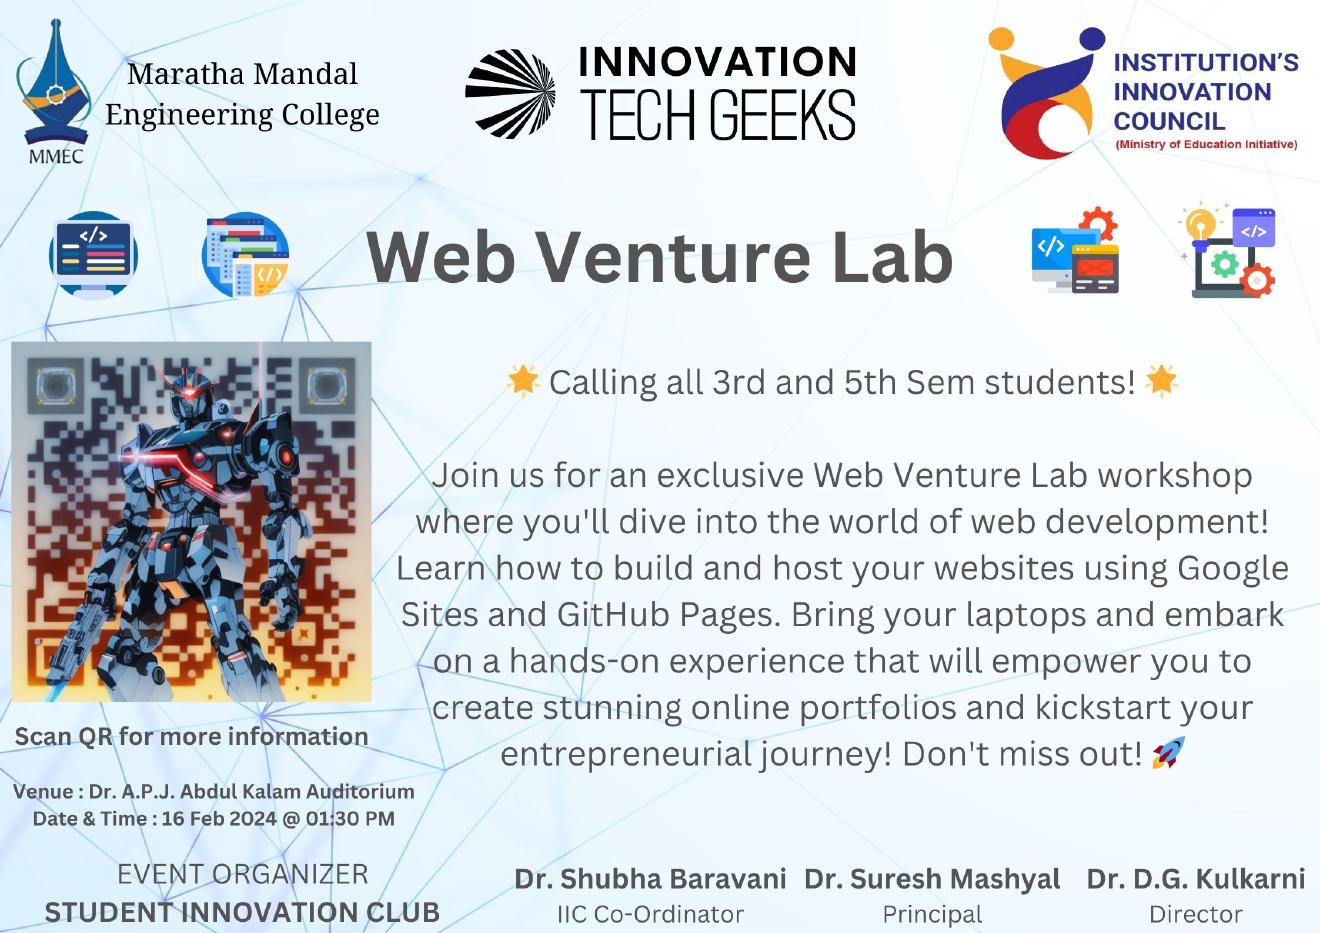 MMEC
Maratha Mandal
Engineering College
INNOVATION
TECH GEEKS
INSTITUTION'S
INNOVATION
COUNCIL
(Ministry of Education Initiative)
Web Venture Lab
🌟 Calling all 3rd and 5th Sem students! 🌟
Join us for an exclusive Web Venture Lab workshop
where you'll dive into the world of web development!
Learn how to build and host your websites using Google
Sites and GitHub Pages. Bring your laptops and embark
on a hands-on experience that will empower you to
create stunning online portfolios and kickstart your
entrepreneurial journey! Don't miss out! 🚀
Scan QR for more information
Venue : Dr. A.P.J. Abdul Kalam Auditorium
Date & Time : 16 Feb 2024 @ 01:30 PM
EVENT ORGANIZER
STUDENT INNOVATION CLUB
Dr. Shubha Baravani
IIC Co-Ordinator
Dr. Suresh Mashyal
Principal
Dr. D.G. Kulkarni
Director